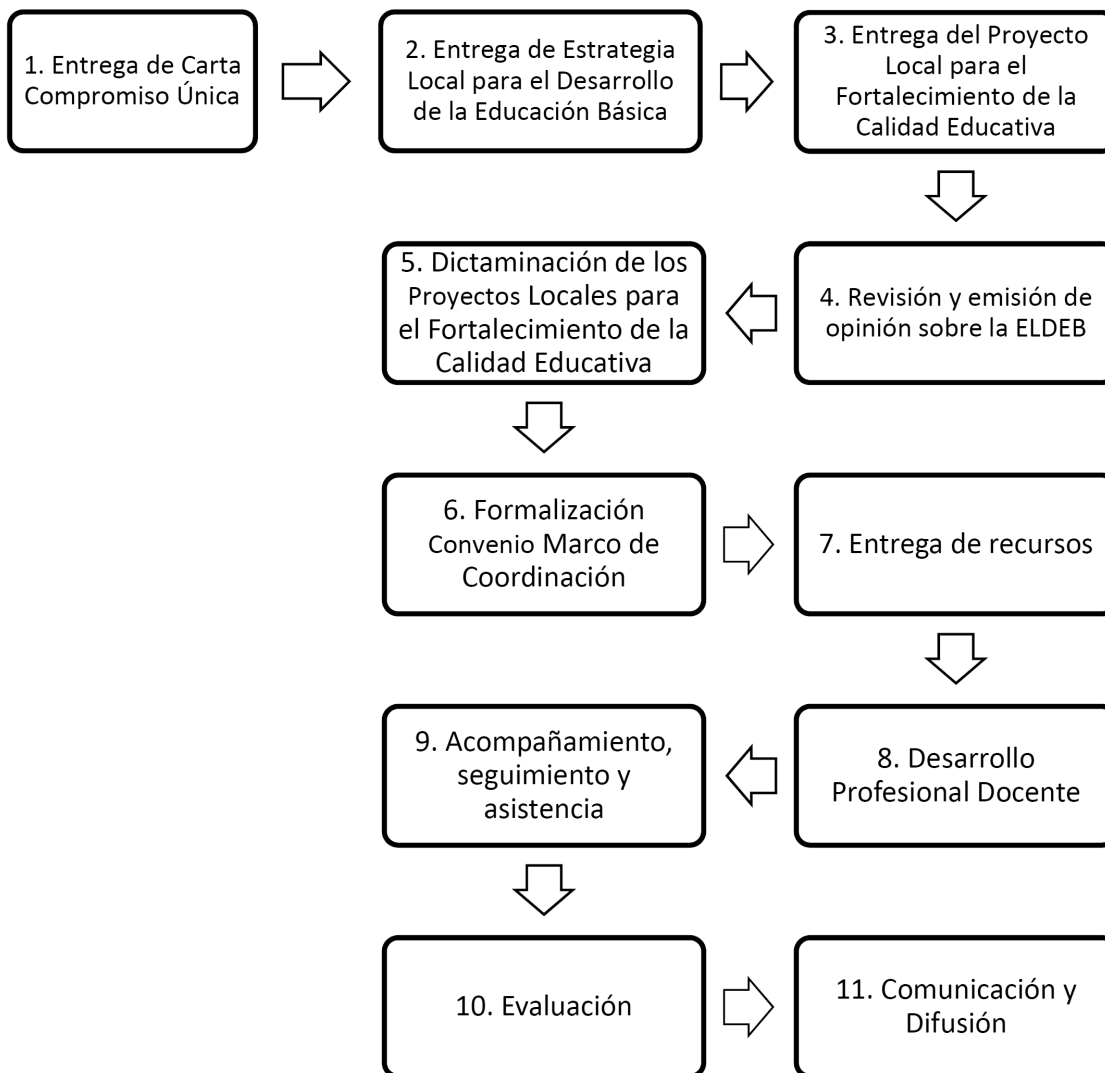 1. Entrega de Carta
Compromiso Única
2. Entrega de Estrategia
Local para el Desarrollo
de la Educación Básica
3. Entrega del Proyecto
Local para el
Fortalecimiento de la
Calidad Educativa
4. Revisión y emisión de
opinión sobre la ELDEB
5. Dictaminación de los
Proyectos Locales para
el Fortalecimiento de la
Calidad Educativa
6. Formalización
Convenio Marco de
Coordinación
7. Entrega de recursos
8. Desarrollo
Profesional Docente
9. Acompañamiento,
seguimiento y
asistencia
10. Evaluación
11. Comunicación y
Difusión